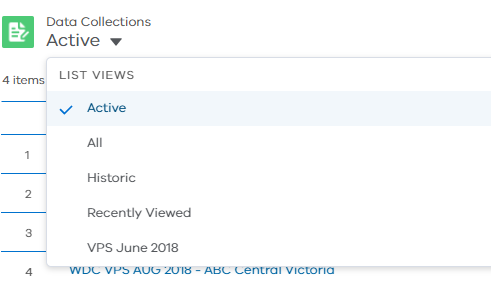 Data Collections
Active
4 items
LIST VIEWS
Active
All
1
Historic
2
Recently Viewed
3
VPS June 2018
4 WDC VPS AUG 2018 - ABC Central Victoria